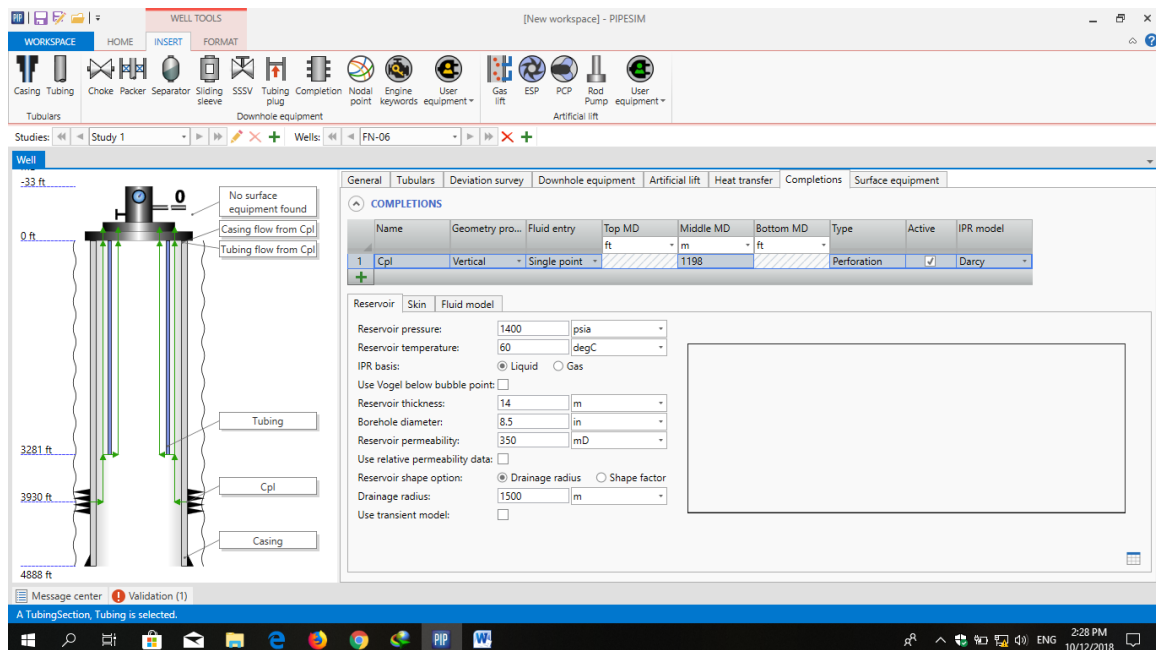 PIP
WELL TOOLS
[New workspace] - PIPESIM
WORKSPACE HOME INSERT FORMAT
Casing Tubing Choke Packer Separator Sliding sleeve SSSV Tubing plug Completion Nodal point Engine keywords User equipment Gas lift ESP PCP Rod Pump User equipment
Tubulars Downhole equipment Artificial lift
Studies: Study 1 Wells: FN-06
Well
-33 ft
0
No surface equipment found
Casing flow from Cpl
0 ft
Tubing flow from Cpl
Tubing
3281 ft
Cpl
3930 ft
Casing
4888 ft
General Tubulars Deviation survey Downhole equipment Artificial lift Heat transfer Completions Surface equipment
COMPLETIONS
Name Geometry pro... Fluid entry Top MD Middle MD Bottom MD Type Active IPR model
ft m ft
1 Cpl Vertical Single point 1198 Perforation Darcy
Reservoir Skin Fluid model
Reservoir pressure: 1400 psia
Reservoir temperature: 60 degC
IPR basis: Liquid Gas
Use Vogel below bubble point:
Reservoir thickness: 14 m
Borehole diameter: 8.5 in
Reservoir permeability: 350 mD
Use relative permeability data:
Reservoir shape option: Drainage radius Shape factor
Drainage radius: 1500 m
Use transient model:
Message center Validation (1)
A TubingSection, Tubing is selected.
PIP
ENG
2:28 PM
10/12/2018